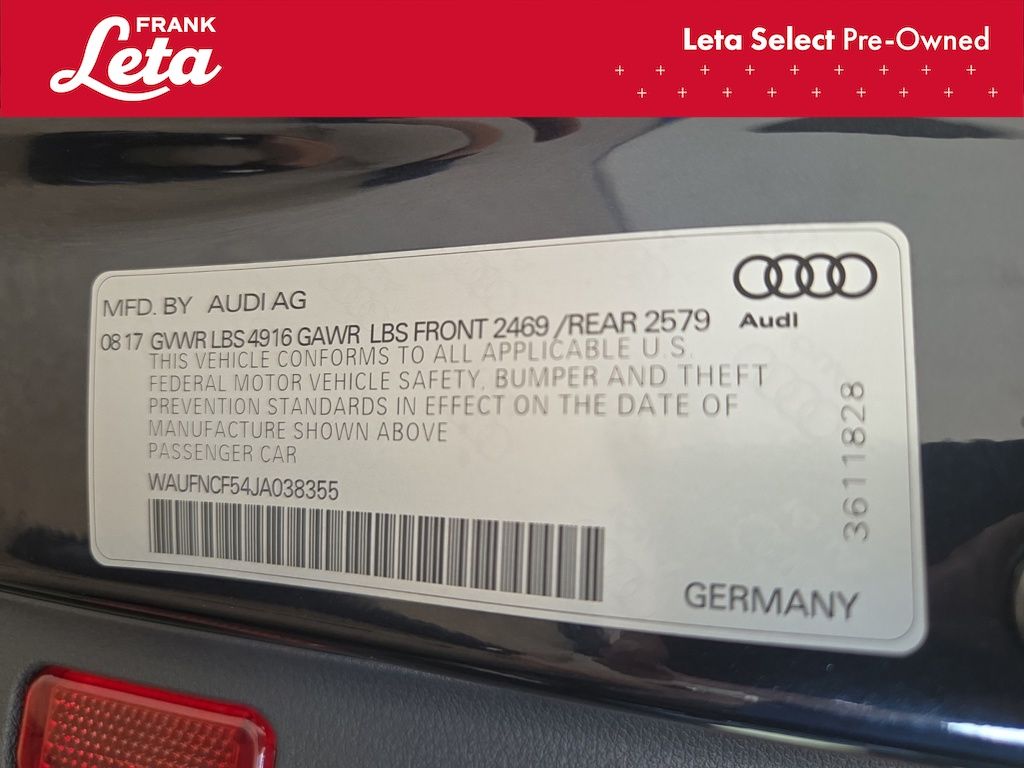 FRANK
Leta
Leta Select Pre-Owned
MFD. BY AUDI AG
08 17 GVWR LBS 4916 GAWR LBS FRONT 2469 /REAR 2579
Audi
THIS VEHICLE CONFORMS TO ALL APPLICABLE U.S.
FEDERAL MOTOR VEHICLE SAFETY, BUMPER AND THEFT
PREVENTION STANDARDS IN EFFECT ON THE DATE OF
MANUFACTURE SHOWN ABOVE
PASSENGER CAR
WAUFNCF54JA038355
36118828
GERMANY